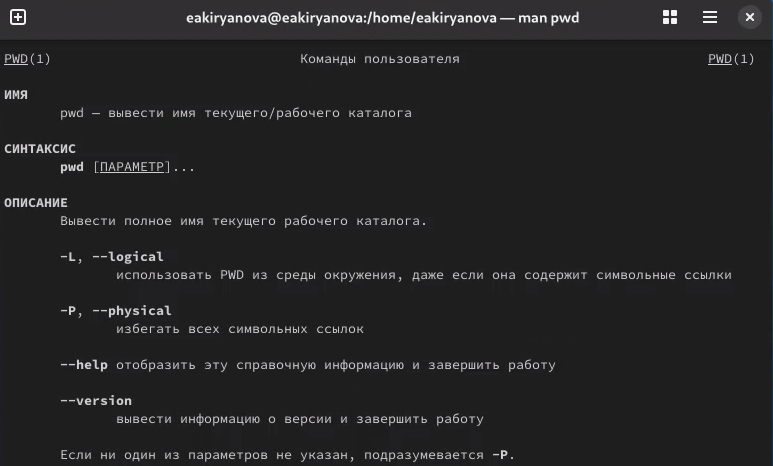 eakiryanova@eakiryanova:/home/eakiryanova — man pwd
PWD(1) Команды пользователя PWD(1)
ИМЯ
pwd — вывести имя текущего/рабочего каталога
СИНТАКСИС
pwd [ПАРАМЕТР]...
ОПИСАНИЕ
Вывести полное имя текущего рабочего каталога.
-L, --logical
использовать PWD из среды окружения, даже если она содержит символьные ссылки
-P, --physical
избегать всех символьных ссылок
--help отобразить эту справочную информацию и завершить работу
--version
вывести информацию о версии и завершить работу
Если ни один из параметров не указан, подразумевается -P.